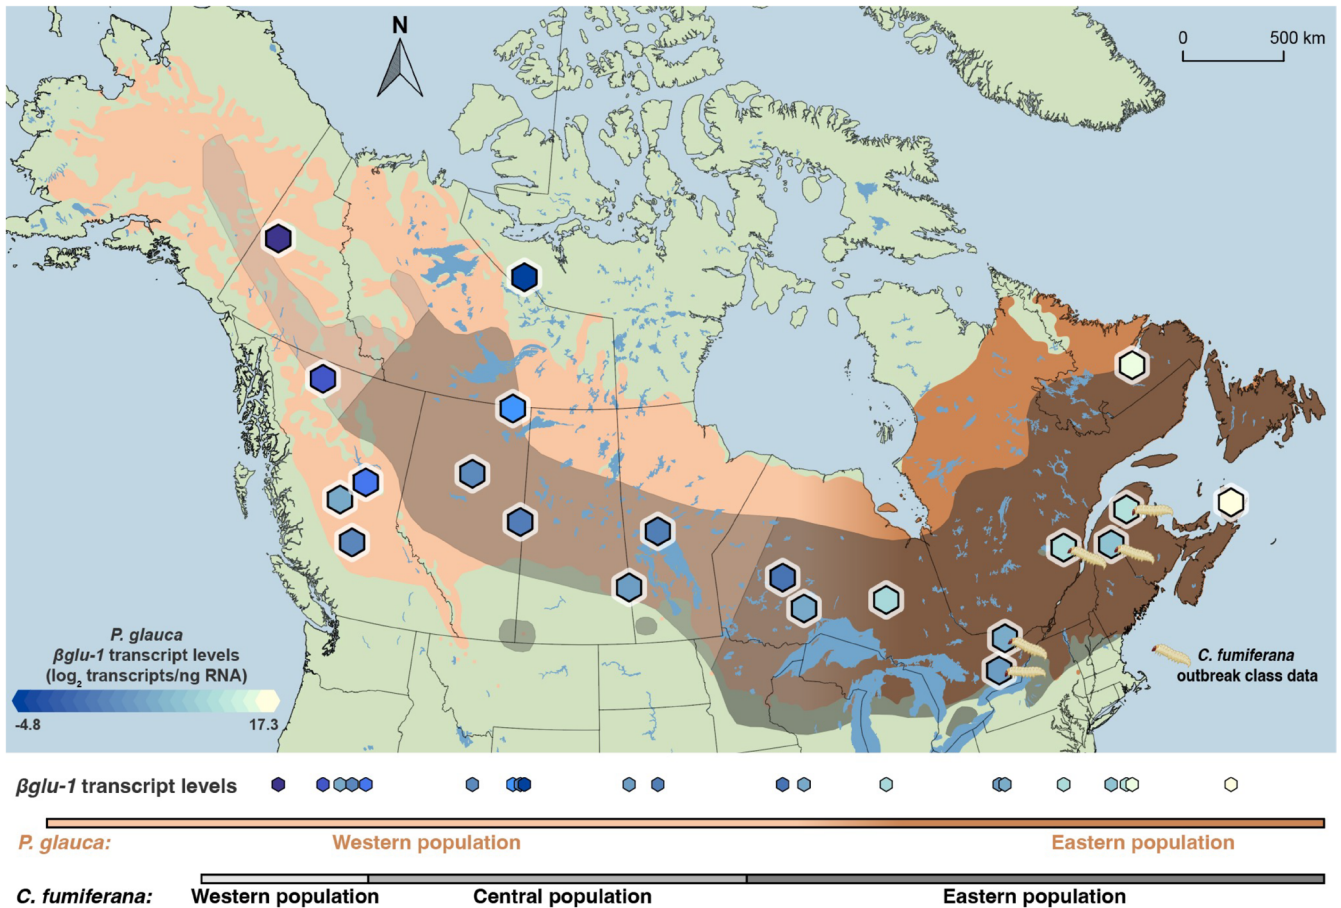 N
0 500 km
P. glauca
βglu-1 transcript levels
(log2 transcripts/ng RNA)
-4.8 17.3
C. fumiferana
outbreak class data
βglu-1 transcript levels
P. glauca: Western population Eastern population
C. fumiferana: Western population Central population Eastern population